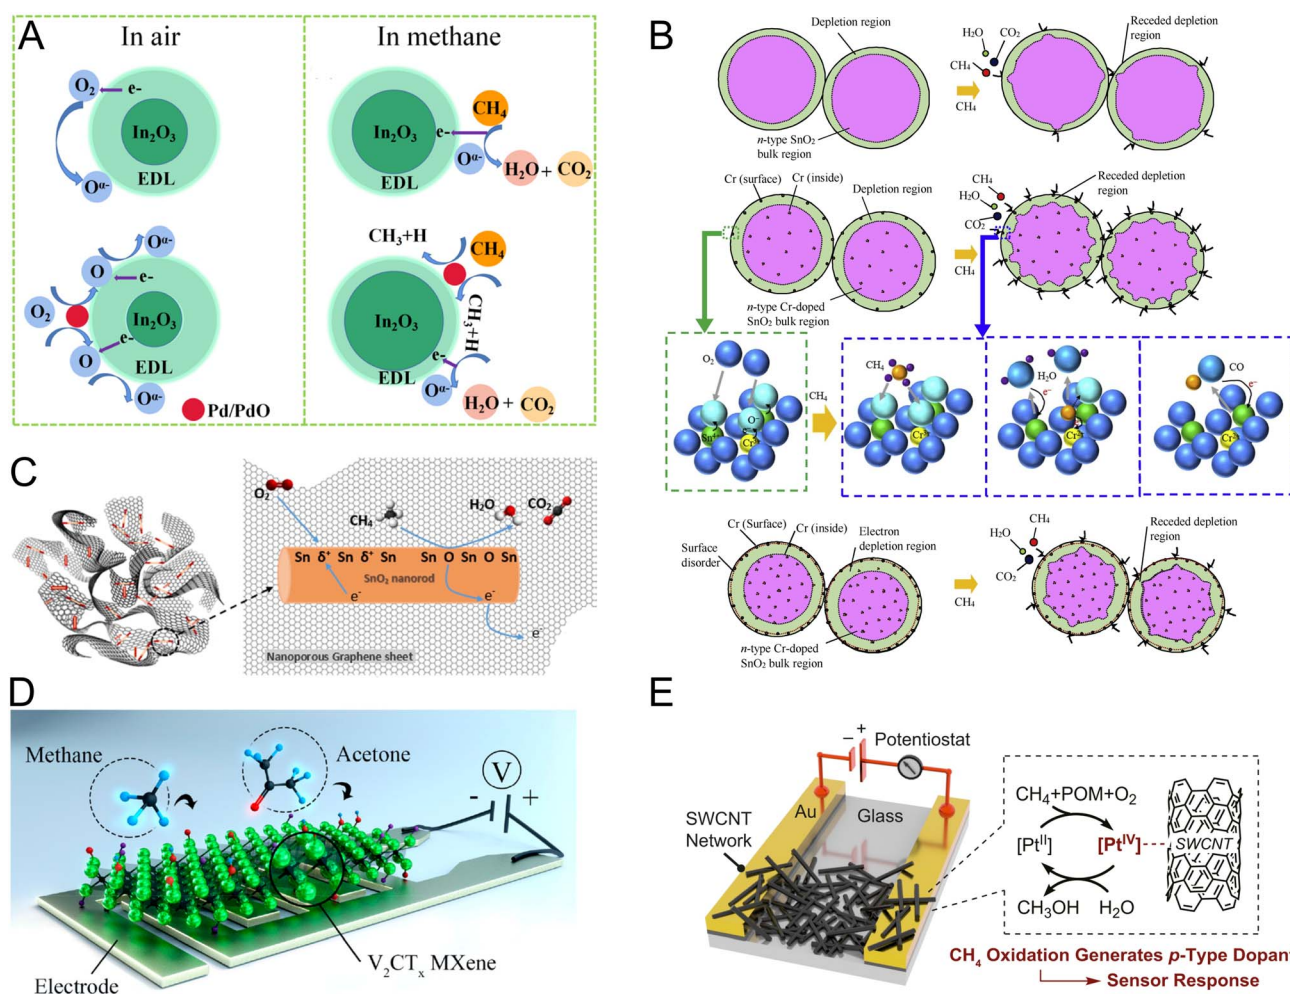 A
In air
In methane
O₂
e-
In₂O₃
EDL
Oᵅ⁻
CH₄
e-
In₂O₃
Oᵅ⁻
EDL
H₂O + CO₂
Oᵅ⁻
O
e-
O₂
In₂O₃
e-
O
EDL
Oᵅ⁻
Pd/PdO
CH₃+H
CH₄
In₂O₃
CH₃+H
e-
EDL
Oᵅ⁻
H₂O + CO₂
B
Depletion region
n-type SnO₂
bulk region
CH₄
H₂O
CO₂
CH₄
Receded depletion
region
Cr (surface)
Cr (inside)
Depletion region
n-type Cr-doped
SnO₂ bulk region
CH₄
CH₄
H₂O
CO₂
Receded depletion
region
O₂
O⁻
CH₄
CH₄
H₂O
e⁻
CO
e⁻
Cr (Surface)
Cr (inside)
Surface
disorder
Electron
depletion region
n-type Cr-doped
SnO₂ bulk region
CH₄
CH₄
H₂O
CO₂
Receded depletion
region
C
O₂
CH₄
H₂O
CO₂
Sn δ⁺ Sn δ⁺ Sn Sn O Sn O Sn
SnO₂ nanorod
e⁻
e⁻
e⁻
Nanoporous Graphene sheet
D
Methane
Acetone
V
-
+
V₂CTₓ MXene
Electrode
E
− +
Potentiostat
SWCNT
Network
Au
Glass
CH₄+POM+O₂
[Ptᴵᴵ]
[Ptᴵⱽ]
SWCNT
CH₃OH
H₂O
CH₄ Oxidation Generates p-Type Dopant
Sensor Response